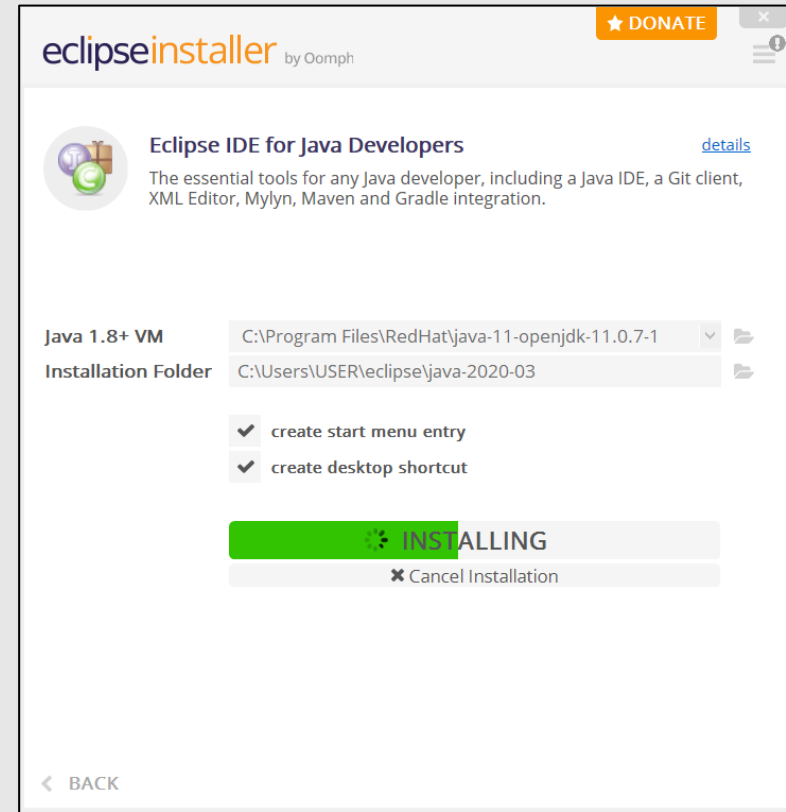 ★ DONATE
eclipseinstaller by Oomph
Eclipse IDE for Java Developers details
The essential tools for any Java developer, including a Java IDE, a Git client,
XML Editor, Mylyn, Maven and Gradle integration.
Java 1.8+ VM C:\Program Files\RedHat\java-11-openjdk-11.0.7-1
Installation Folder C:\Users\USER\eclipse\java-2020-03
create start menu entry
create desktop shortcut
INSTALLING
✖ Cancel Installation
BACK